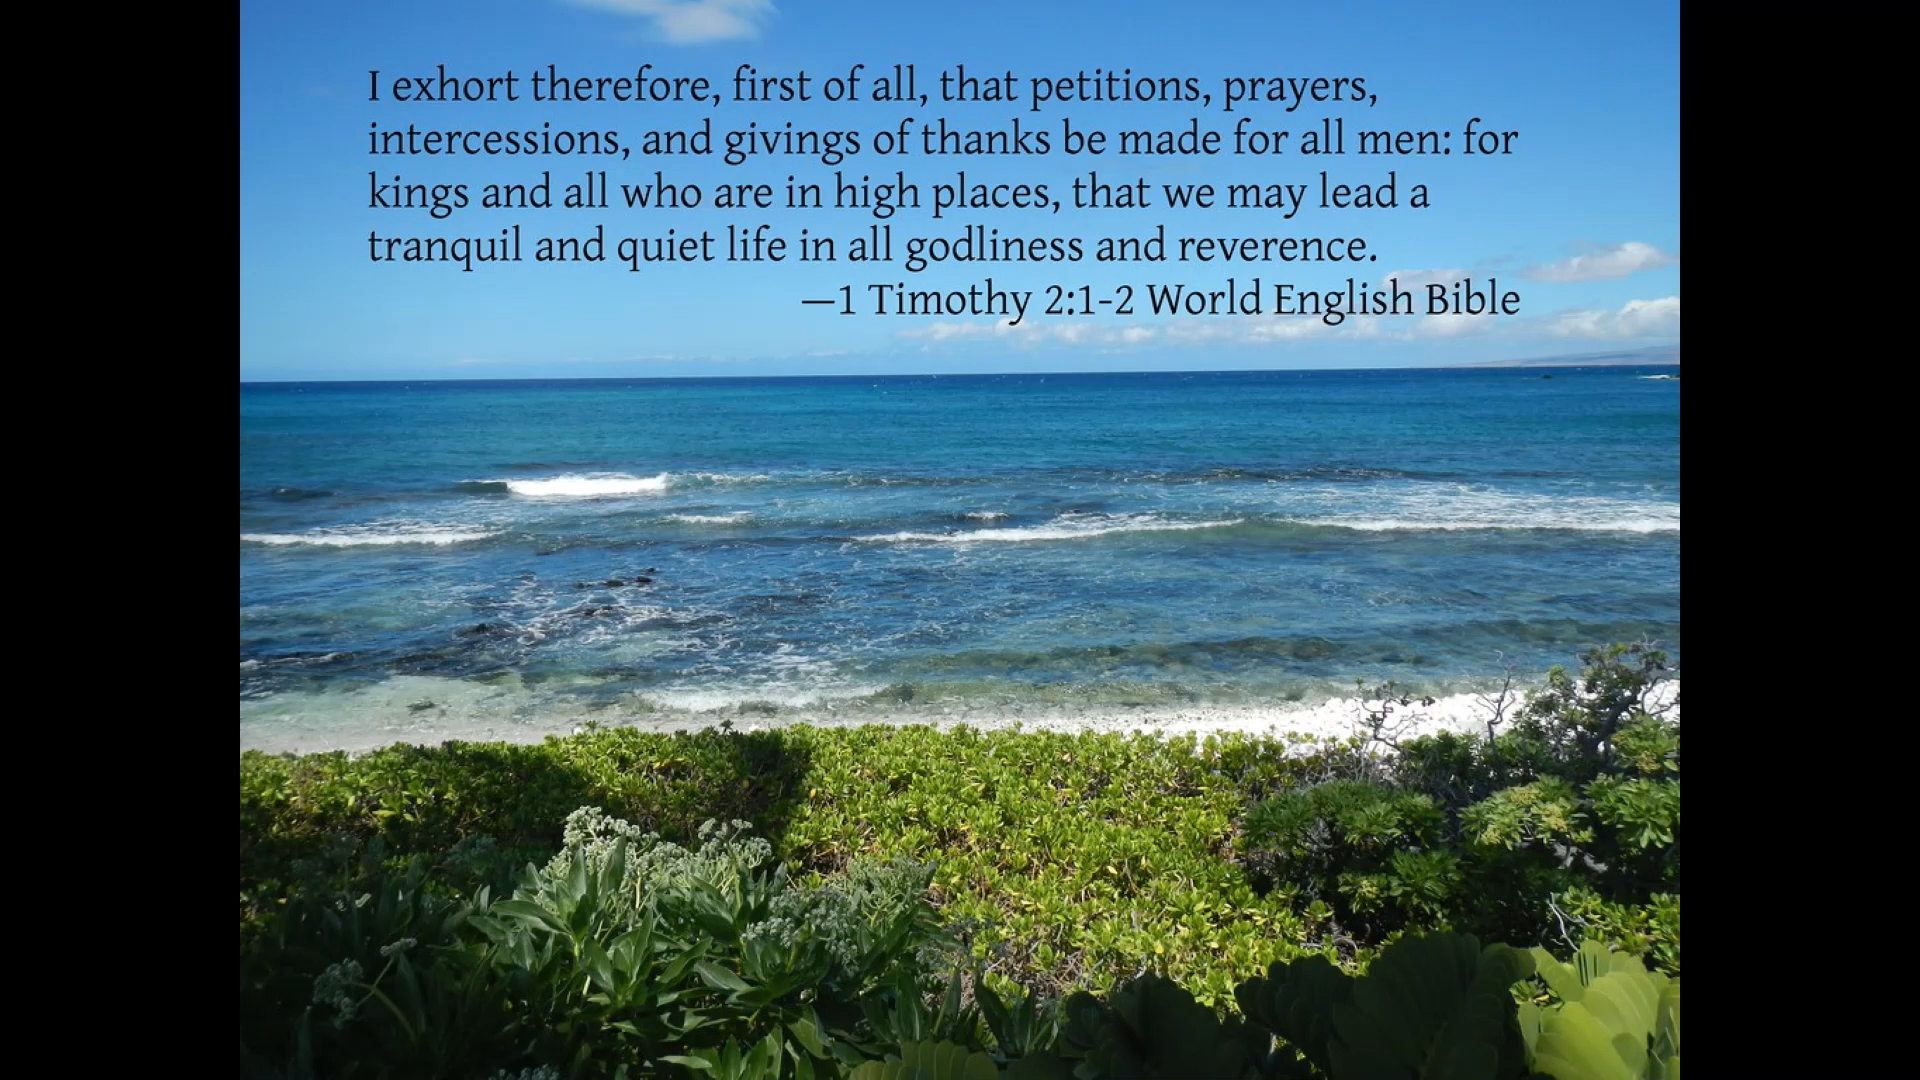 I exhort therefore, first of all, that petitions, prayers,
intercessions, and givings of thanks be made for all men: for
kings and all who are in high places, that we may lead a
tranquil and quiet life in all godliness and reverence.
—1 Timothy 2:1-2 World English Bible